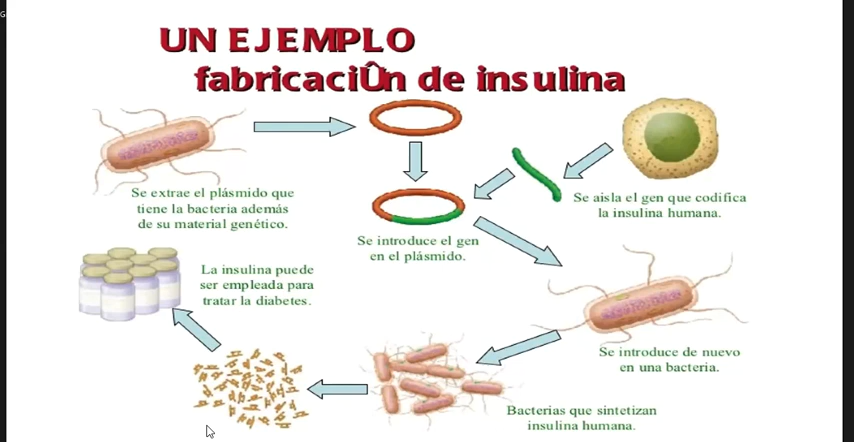 UN EJEMPLO
fabricaciÛn de insulina
Se extrae el plásmido que
tiene la bacteria además
de su material genético.
Se aisla el gen que codifica
la insulina humana.
Se introduce el gen
en el plásmido.
La insulina puede
ser empleada para
tratar la diabetes.
Se introduce de nuevo
en una bacteria.
Bacterias que sintetizan
insulina humana.